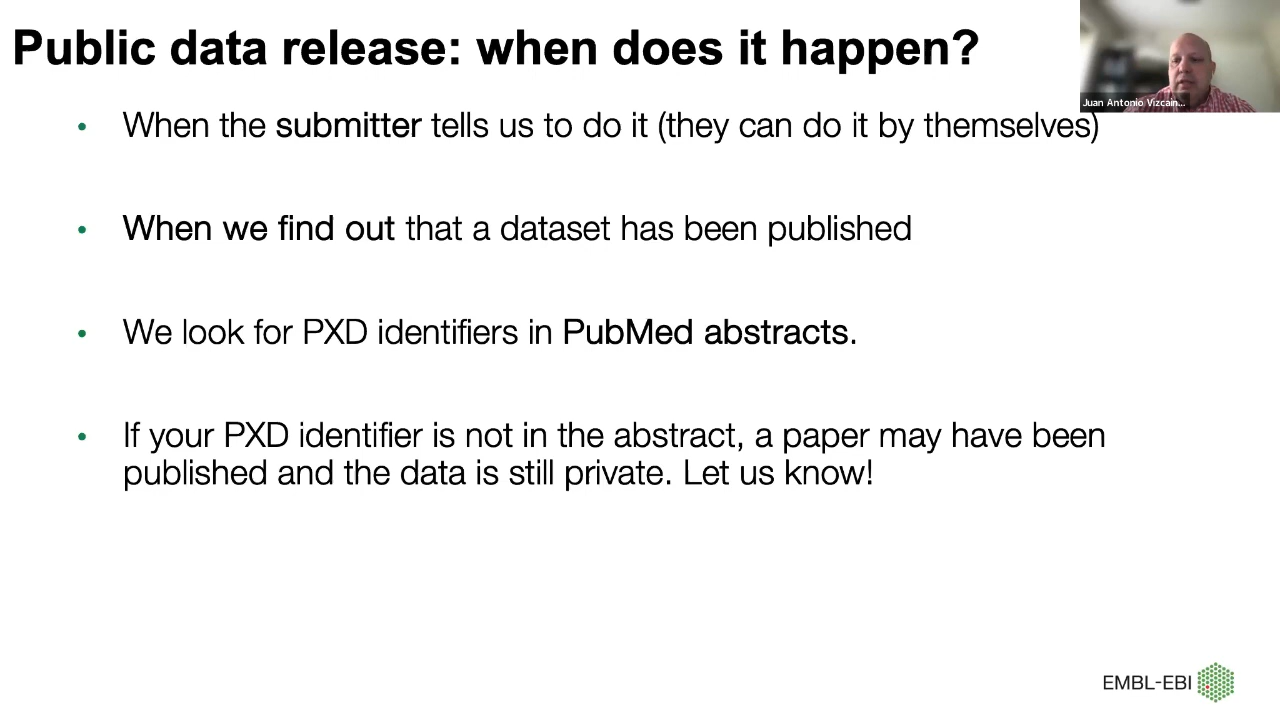 Public data release: when does it happen?
Juan Antonio Vizcain...
• When the submitter tells us to do it (they can do it by themselves)
• When we find out that a dataset has been published
• We look for PXD identifiers in PubMed abstracts.
• If your PXD identifier is not in the abstract, a paper may have been
published and the data is still private. Let us know!
EMBL-EBI